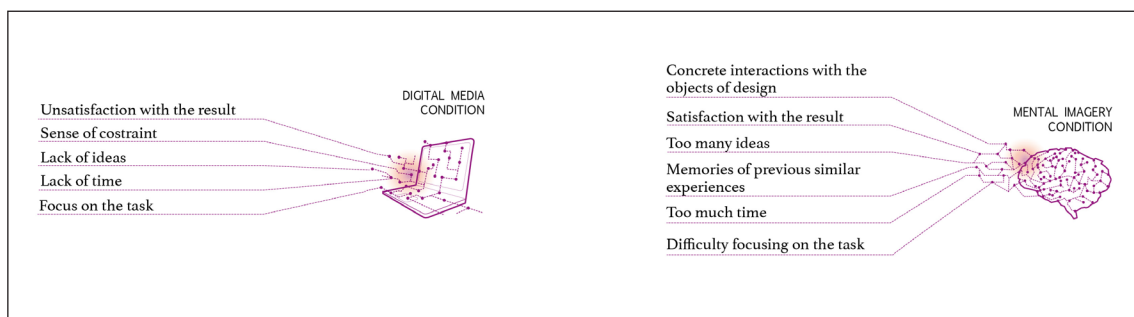 DIGITAL MEDIA
CONDITION
Unsatisfaction with the result
Sense of costraint
Lack of ideas
Lack of time
Focus on the task
MENTAL IMAGERY
CONDITION
Concrete interactions with the
objects of design
Satisfaction with the result
Too many ideas
Memories of previous similar
experiences
Too much time
Difficulty focusing on the task